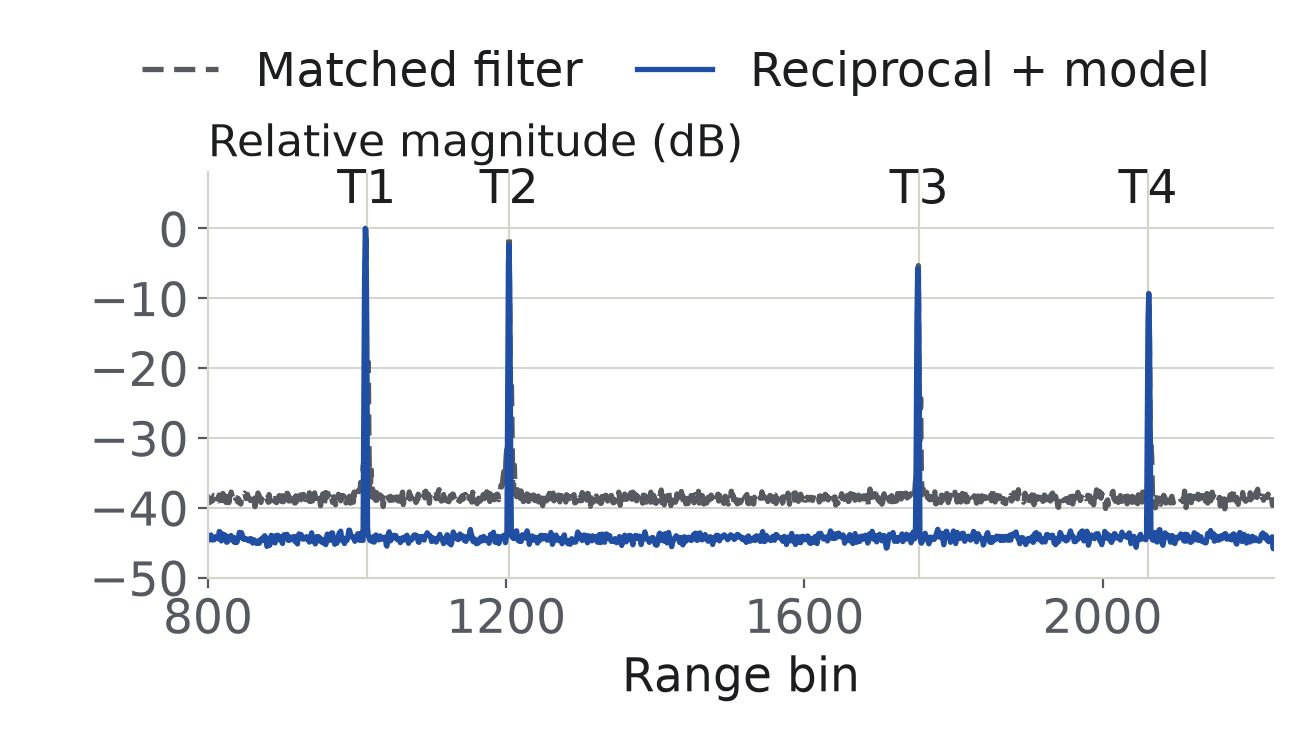 Matched filter Reciprocal + model
Relative magnitude (dB)
T1 T2 T3 T4
0
−10
−20
−30
−40
−50
800 1200 1600 2000
Range bin